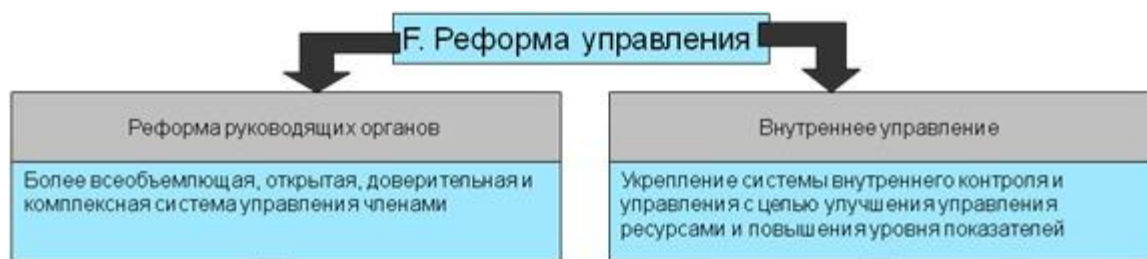 F. Реформа управления
Реформа руководящих органов
Более всеобъемлющая, открытая, доверительная и
комплексная система управления членами
Внутреннее управление
Укрепление системы внутреннего контроля и
управления с целью улучшения управления
ресурсами и повышения уровня показателей